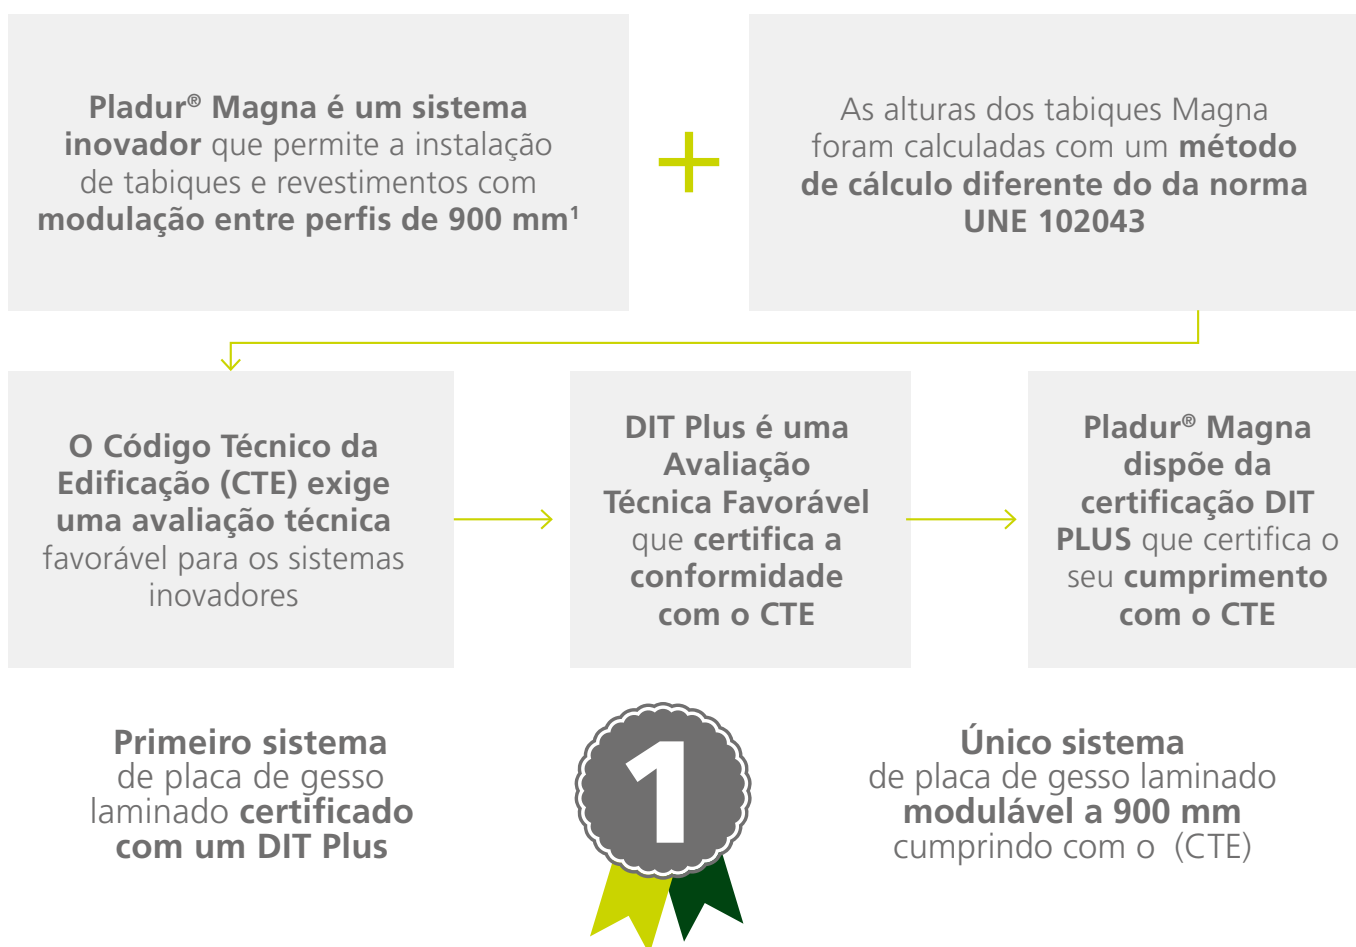 Pladur® Magna é um sistema
inovador que permite a instalação
de tabiques e revestimentos com
modulação entre perfis de 900 mm¹
+
As alturas dos tabiques Magna
foram calculadas com um método
de cálculo diferente do da norma
UNE 102043
O Código Técnico da
Edificação (CTE) exige
uma avaliação técnica
favorável para os sistemas
inovadores
DIT Plus é uma
Avaliação
Técnica Favorável
que certifica a
conformidade
com o CTE
Pladur® Magna
dispõe da
certificação DIT
PLUS que certifica o
seu cumprimento
com o CTE
Primeiro sistema
de placa de gesso
laminado certificado
com um DIT Plus
1
Único sistema
de placa de gesso laminado
modulável a 900 mm
cumprindo com o  (CTE)